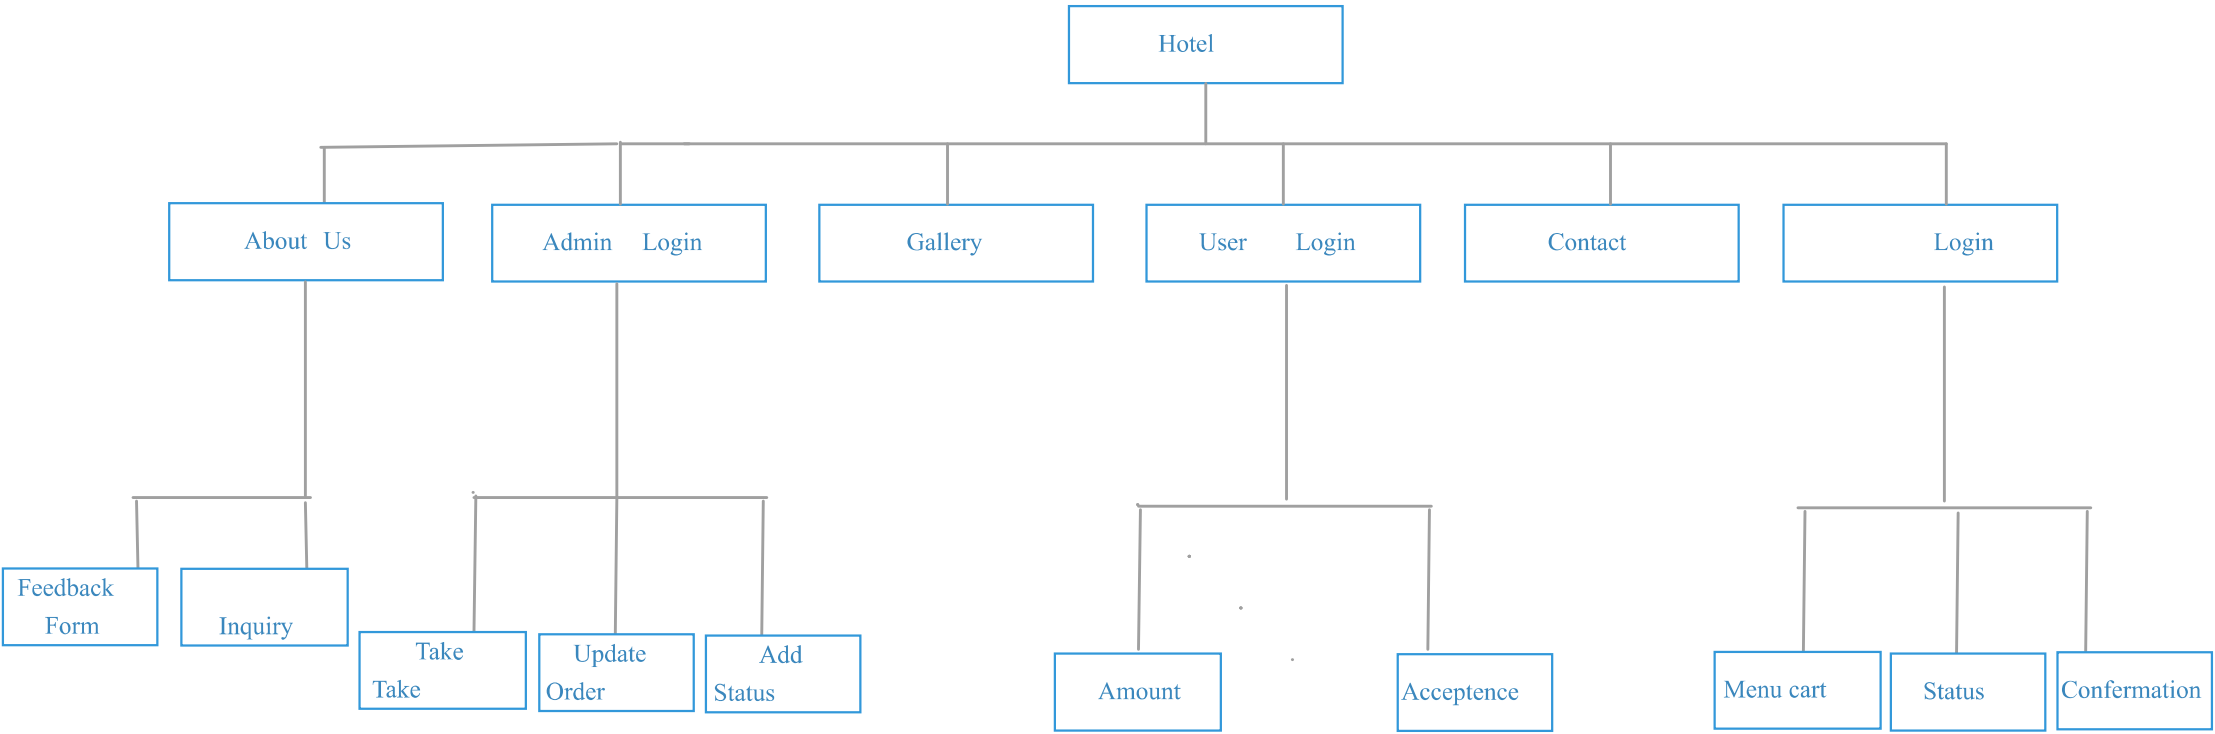 Hotel
About Us
Admin Login
Gallery
User Login
Contact
Login
Feedback
Form
Inquiry
Take
Take
Update
Order
Add
Status
Amount
Acceptence
Menu cart
Status
Confermation